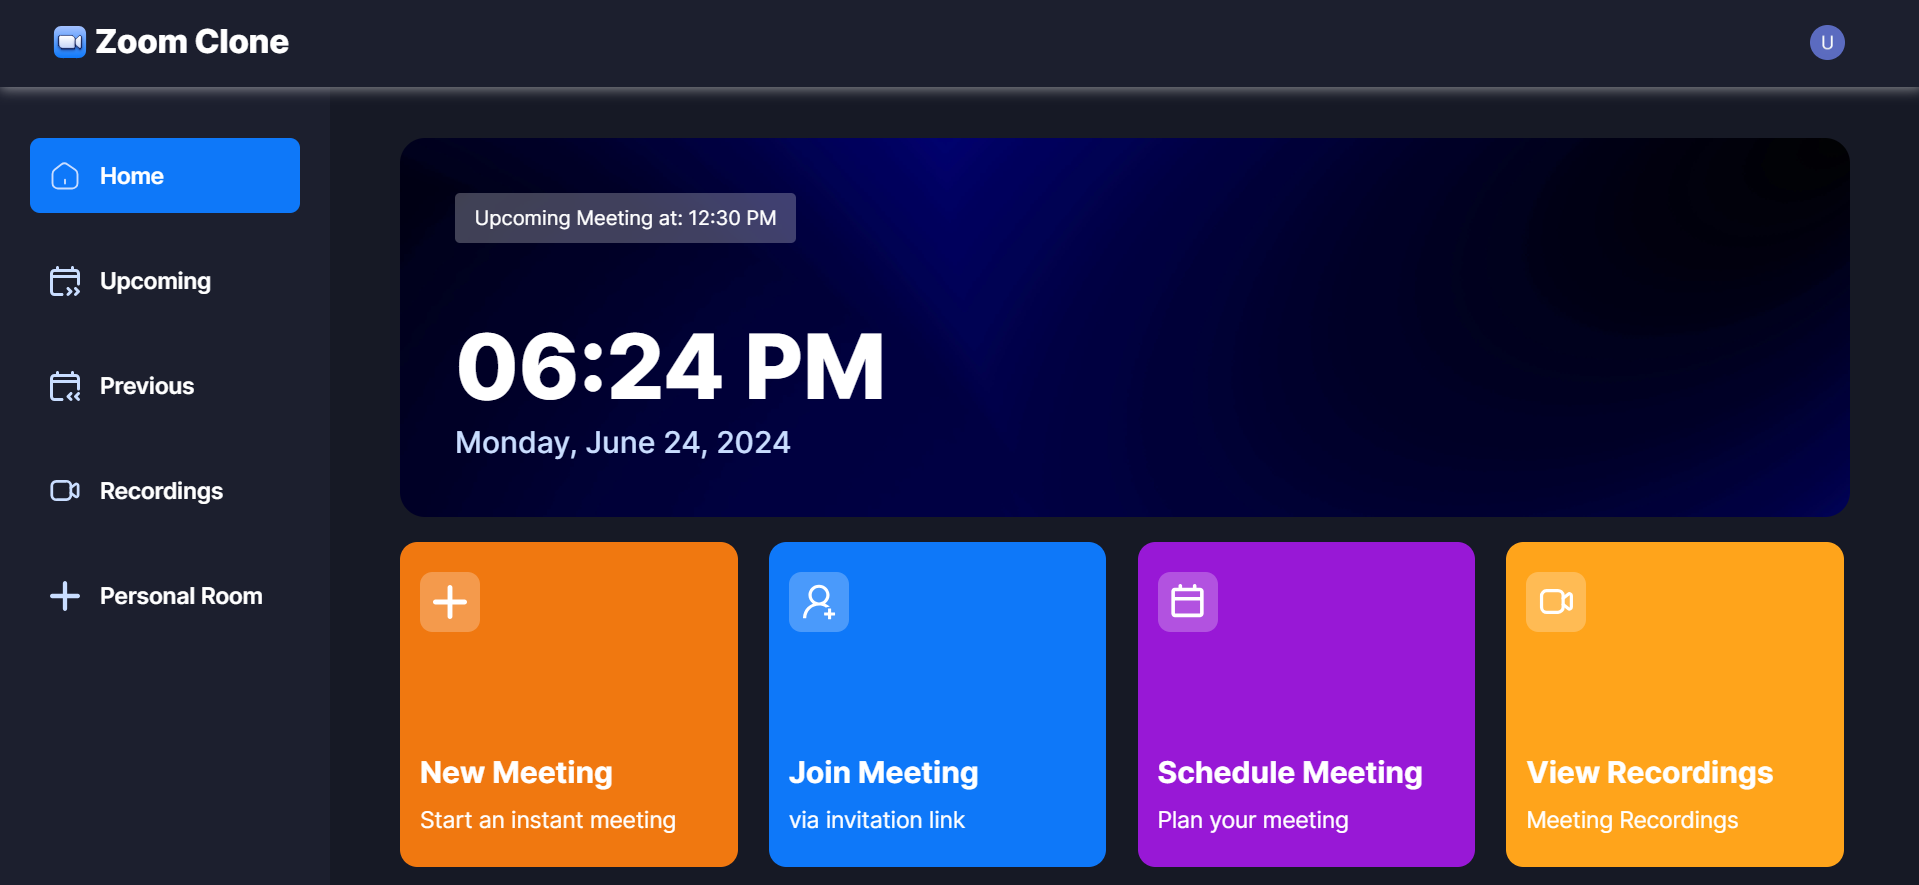 Zoom Clone
U
Home
Upcoming
Previous
Recordings
Personal Room
Upcoming Meeting at: 12:30 PM
06:24 PM
Monday, June 24, 2024
New Meeting
Start an instant meeting
Join Meeting
via invitation link
Schedule Meeting
Plan your meeting
View Recordings
Meeting Recordings